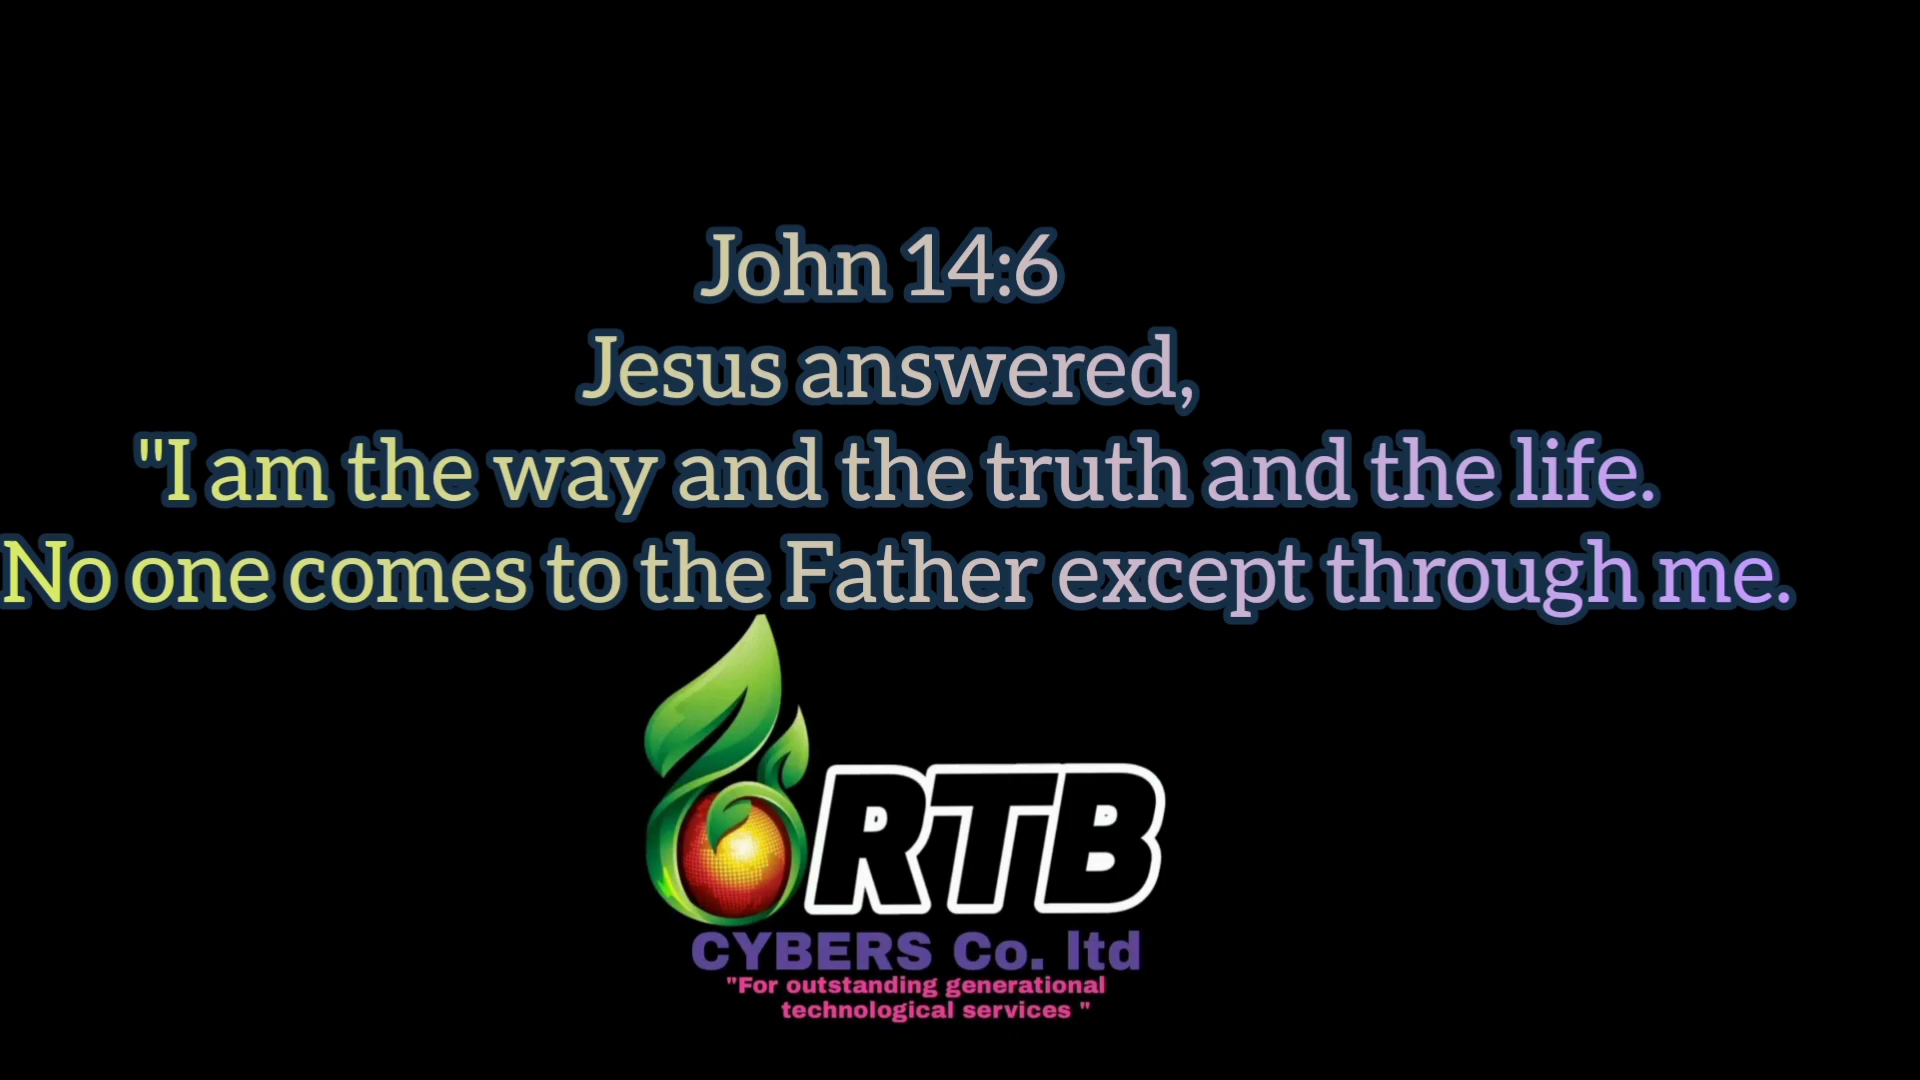 John 14:6
Jesus answered,
"I am the way and the truth and the life.
No one comes to the Father except through me.
RTB
CYBERS Co. ltd
"For outstanding generational
technological services "